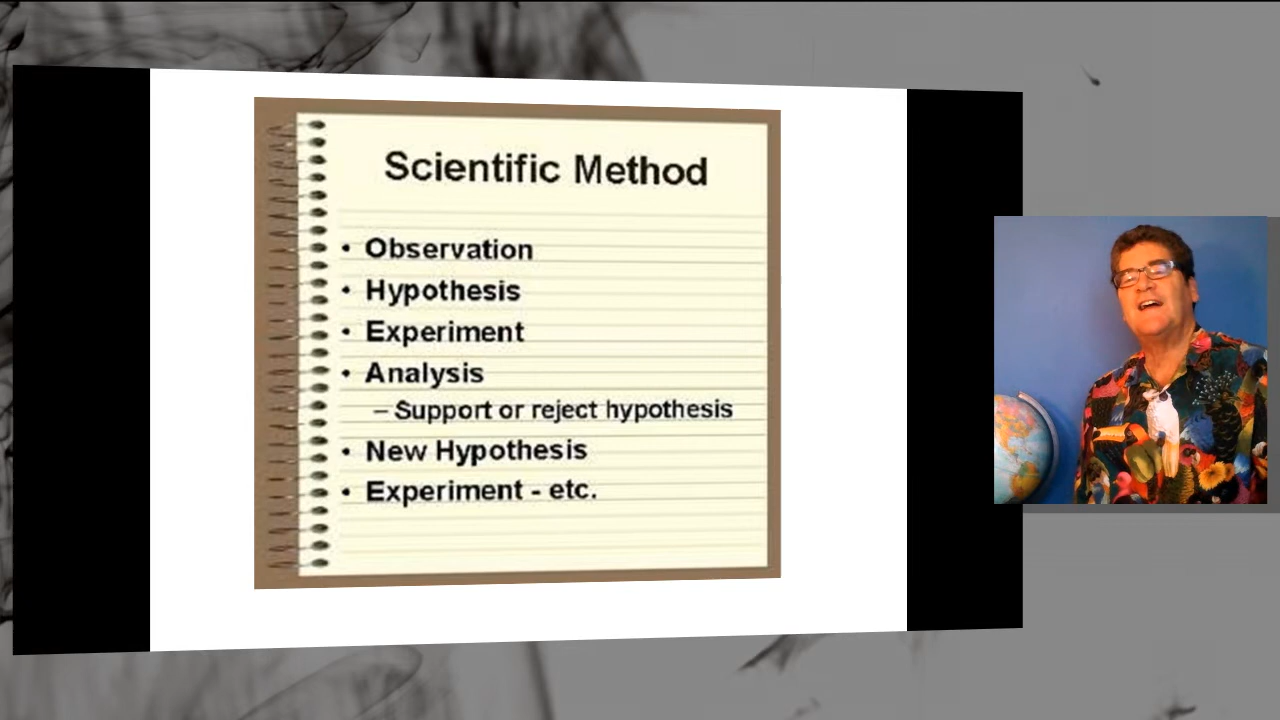 Scientific Method
• Observation
• Hypothesis
• Experiment
• Analysis
– Support or reject hypothesis
• New Hypothesis
• Experiment - etc.